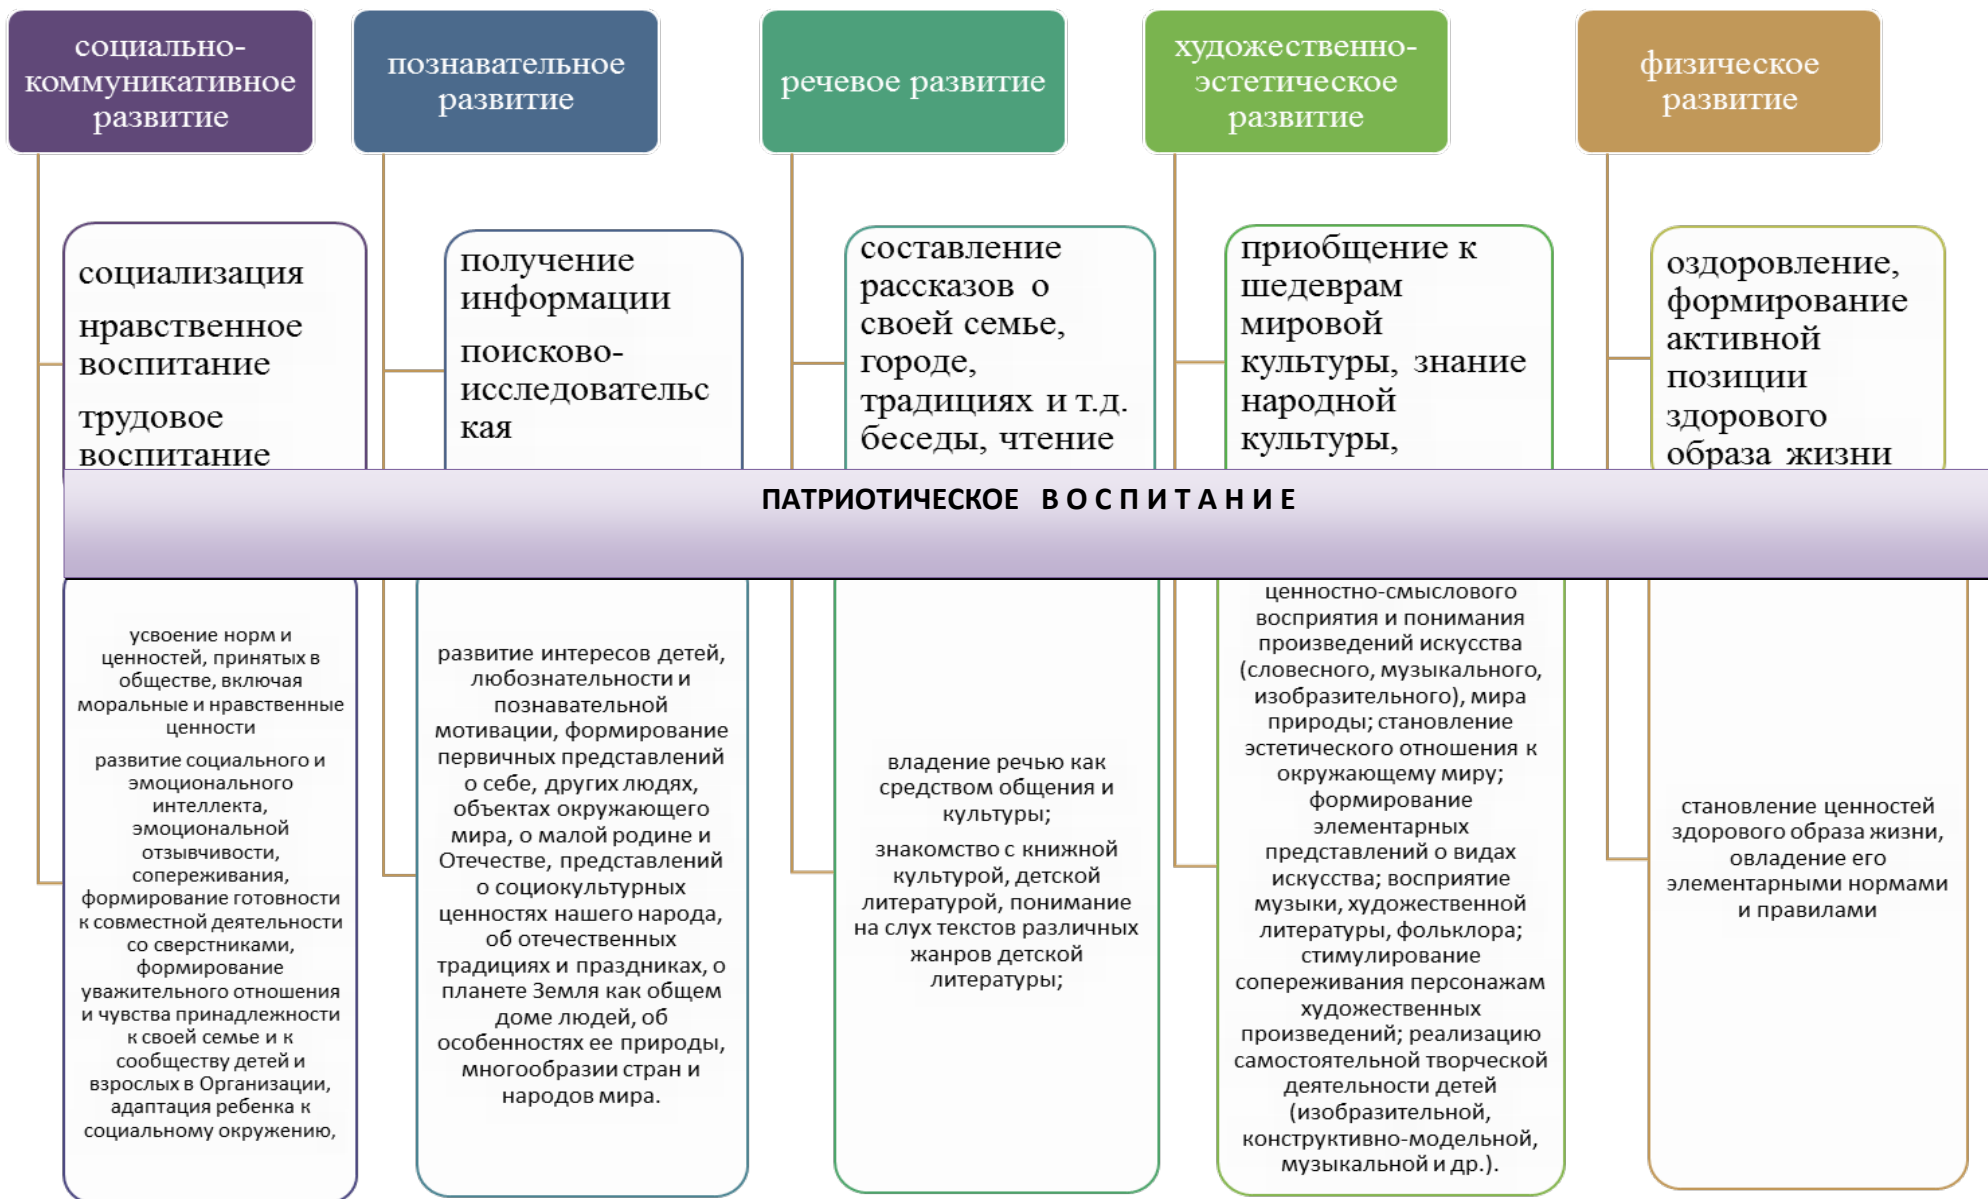 социально-
коммуникативное
развитие
познавательное
развитие
речевое развитие
художественно-
эстетическое
развитие
физическое
развитие
социализация
нравственное
воспитание
трудовое
воспитание
получение
информации
поисково-
исследовательс
кая
составление
рассказов о
своей семье,
городе,
традициях и т.д.
беседы, чтение
приобщение к
шедеврам
мировой
культуры, знание
народной
культуры,
оздоровление,
формирование
активной
позиции
здорового
образа жизни
ПАТРИОТИЧЕСКОЕ В О С П И Т А Н И Е
усвоение норм и
ценностей, принятых в
обществе, включая
моральные и нравственные
ценности
развитие социального и
эмоционального
интеллекта,
эмоциональной
отзывчивости,
сопереживания,
формирование готовности
к совместной деятельности
со сверстниками,
формирование
уважительного отношения
и чувства принадлежности
к своей семье и к
сообществу детей и
взрослых в Организации,
адаптация ребенка к
социальному окружению,
развитие интересов детей,
любознательности и
познавательной
мотивации, формирование
первичных представлений
о себе, других людях,
объектах окружающего
мира, о малой родине и
Отечестве, представлений
о социокультурных
ценностях нашего народа,
об отечественных
традициях и праздниках, о
планете Земля как общем
доме людей, об
особенностях ее природы,
многообразии стран и
народов мира.
владение речью как
средством общения и
культуры;
знакомство с книжной
культурой, детской
литературой, понимание
на слух текстов различных
жанров детской
литературы;
ценностно-смыслового
восприятия и понимания
произведений искусства
(словесного, музыкального,
изобразительного), мира
природы; становление
эстетического отношения к
окружающему миру;
формирование
элементарных
представлений о видах
искусства; восприятие
музыки, художественной
литературы, фольклора;
стимулирование
сопереживания персонажам
художественных
произведений; реализацию
самостоятельной творческой
деятельности детей
(изобразительной,
конструктивно-модельной,
музыкальной и др.).
становление ценностей
здорового образа жизни,
овладение его
элементарными нормами
и правилами